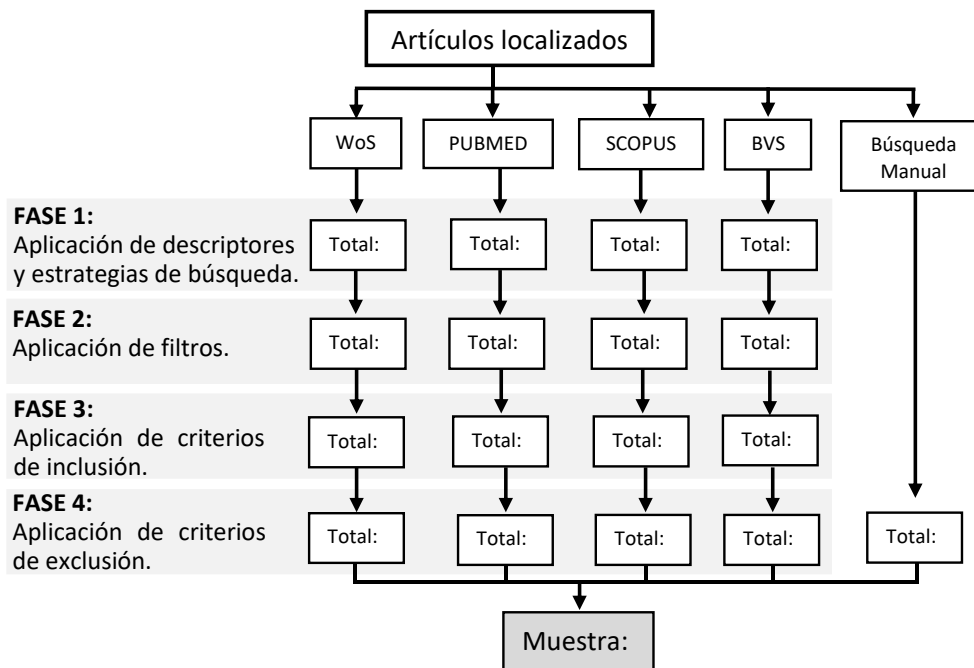 Artículos localizados
WoS
PUBMED
SCOPUS
BVS
Búsqueda
Manual
FASE 1:
Aplicación de descriptores
y estrategias de búsqueda.
Total:
Total:
Total:
Total:
FASE 2:
Aplicación de filtros.
Total:
Total:
Total:
Total:
FASE 3:
Aplicación de criterios
de inclusión.
Total:
Total:
Total:
Total:
FASE 4:
Aplicación de criterios
de exclusión.
Total:
Total:
Total:
Total:
Total:
Muestra: